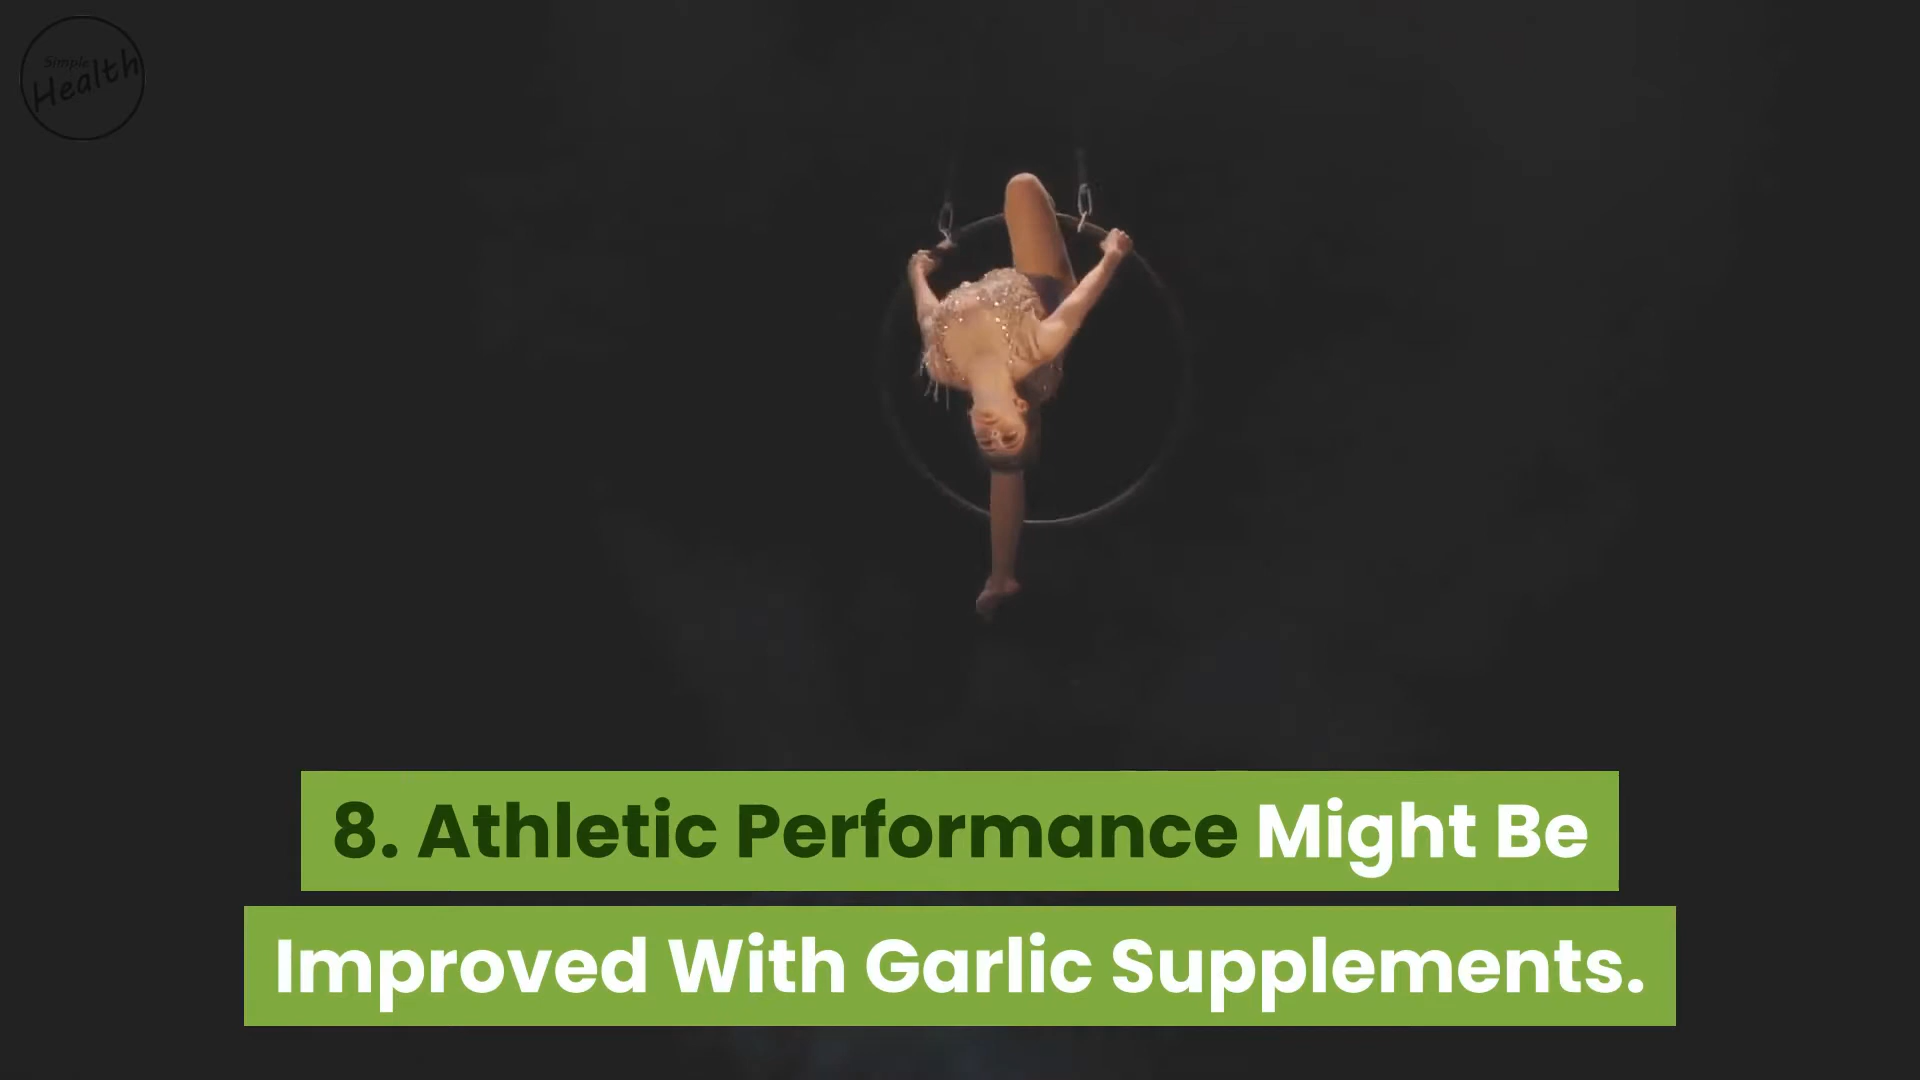 Simple
Health
8. Athletic Performance Might Be
Improved With Garlic Supplements.